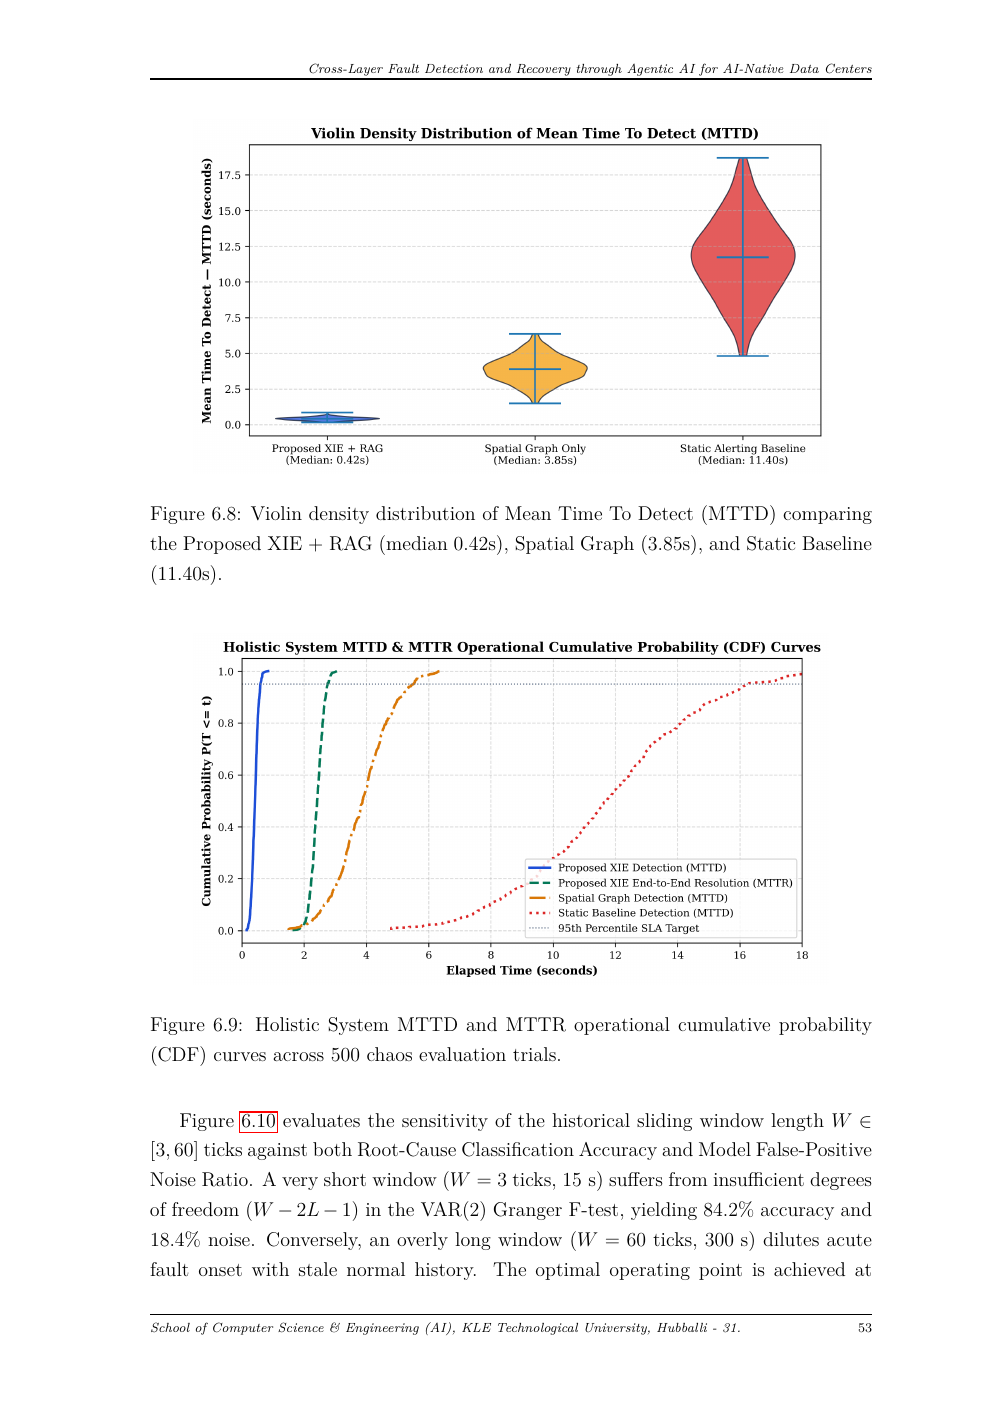 Cross-Layer Fault Detection and Recovery through Agentic AI for AI-Native Data Centers
Violin Density Distribution of Mean Time To Detect (MTTD)
Mean Time To Detect — MTTD (seconds)
17.5
15.0
12.5
10.0
7.5
5.0
2.5
0.0
Proposed XIE + RAG
(Median: 0.42s)
Spatial Graph Only
(Median: 3.85s)
Static Alerting Baseline
(Median: 11.40s)
Figure 6.8: Violin density distribution of Mean Time To Detect (MTTD) comparing
the Proposed XIE + RAG (median 0.42s), Spatial Graph (3.85s), and Static Baseline
(11.40s).
Holistic System MTTD & MTTR Operational Cumulative Probability (CDF) Curves
Cumulative Probability P(T <= t)
1.0
0.8
0.6
0.4
0.2
0.0
Proposed XIE Detection (MTTD)
Proposed XIE End-to-End Resolution (MTTR)
Spatial Graph Detection (MTTD)
Static Baseline Detection (MTTD)
95th Percentile SLA Target
0 2 4 6 8 10 12 14 16 18
Elapsed Time (seconds)
Figure 6.9: Holistic System MTTD and MTTR operational cumulative probability
(CDF) curves across 500 chaos evaluation trials.
Figure 6.10 evaluates the sensitivity of the historical sliding window length W ∈
[3, 60] ticks against both Root-Cause Classification Accuracy and Model False-Positive
Noise Ratio. A very short window (W = 3 ticks, 15 s) suffers from insufficient degrees
of freedom (W − 2L − 1) in the VAR(2) Granger F-test, yielding 84.2% accuracy and
18.4% noise. Conversely, an overly long window (W = 60 ticks, 300 s) dilutes acute
fault onset with stale normal history. The optimal operating point is achieved at
School of Computer Science & Engineering (AI), KLE Technological University, Hubballi - 31. 53